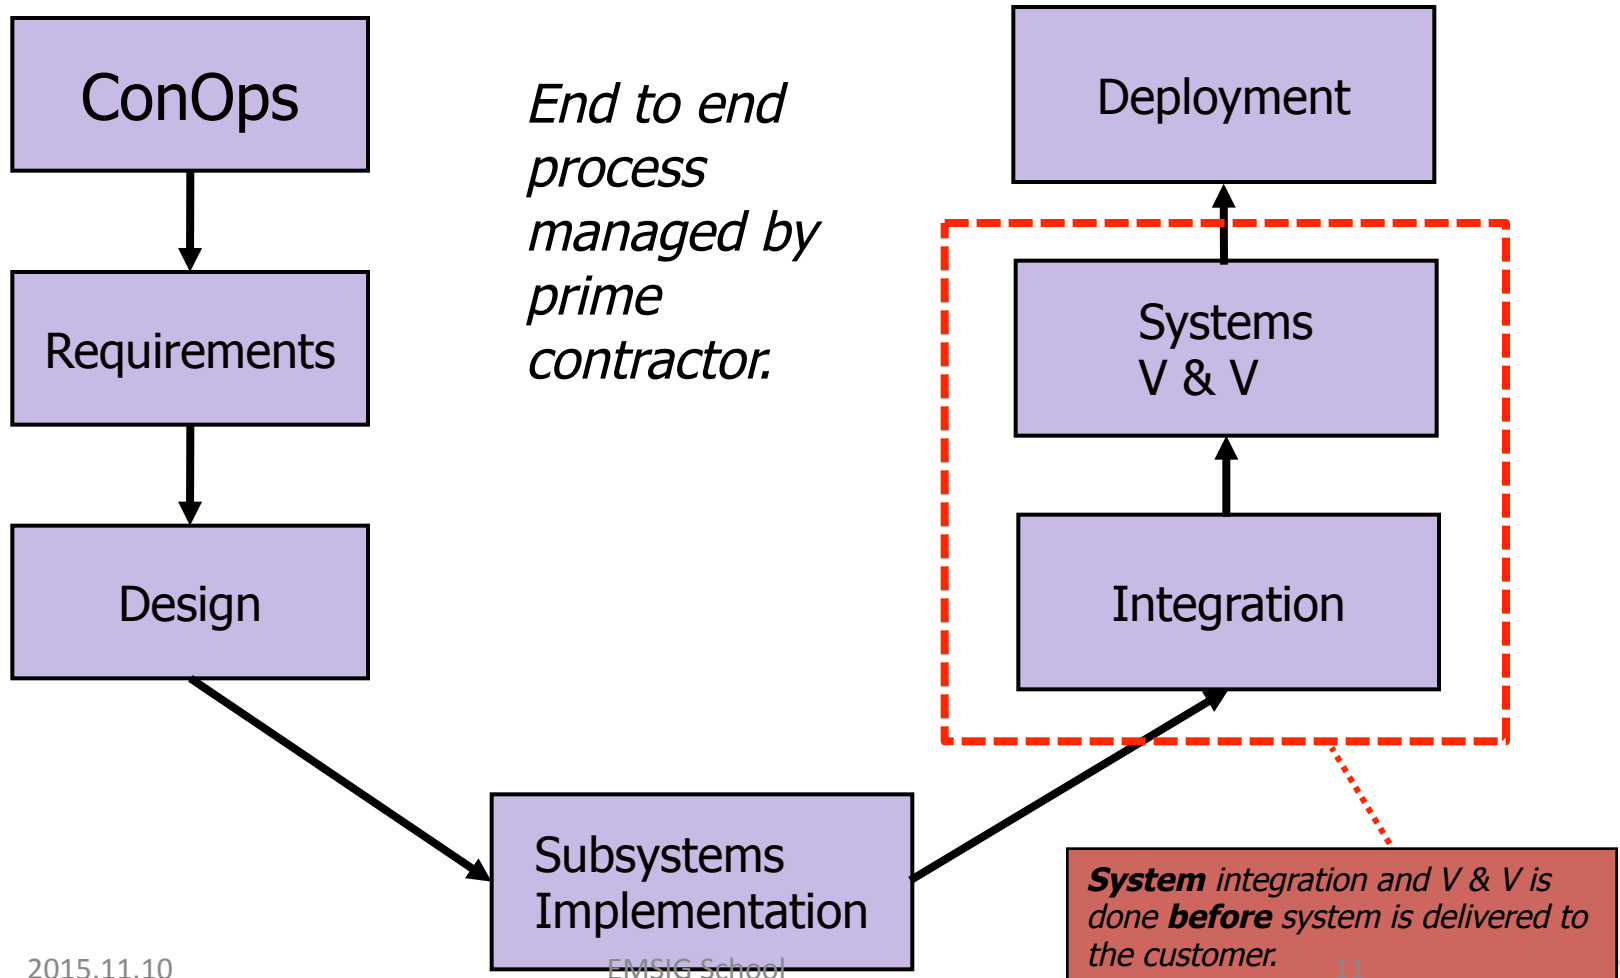 ConOps
Requirements
Design
End to end
process
managed by
prime
contractor.
Subsystems
Implementation
Deployment
Systems
V & V
Integration
System integration and V & V is
done before system is delivered to
the customer.
2015.11.10
EMSIG School
11